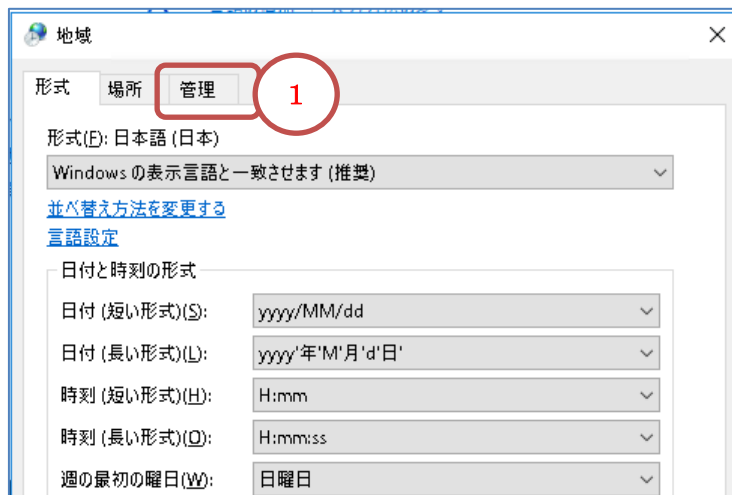 地域
形式 場所 管理 1
形式(F): 日本語 (日本)
Windows の表示言語と一致させます (推奨)
並べ替え方法を変更する
言語設定
日付と時刻の形式
日付 (短い形式)(S): yyyy/MM/dd
日付 (長い形式)(L): yyyy'年'M'月'd'日'
時刻 (短い形式)(H): H:mm
時刻 (長い形式)(O): H:mm:ss
週の最初の曜日(W): 日曜日